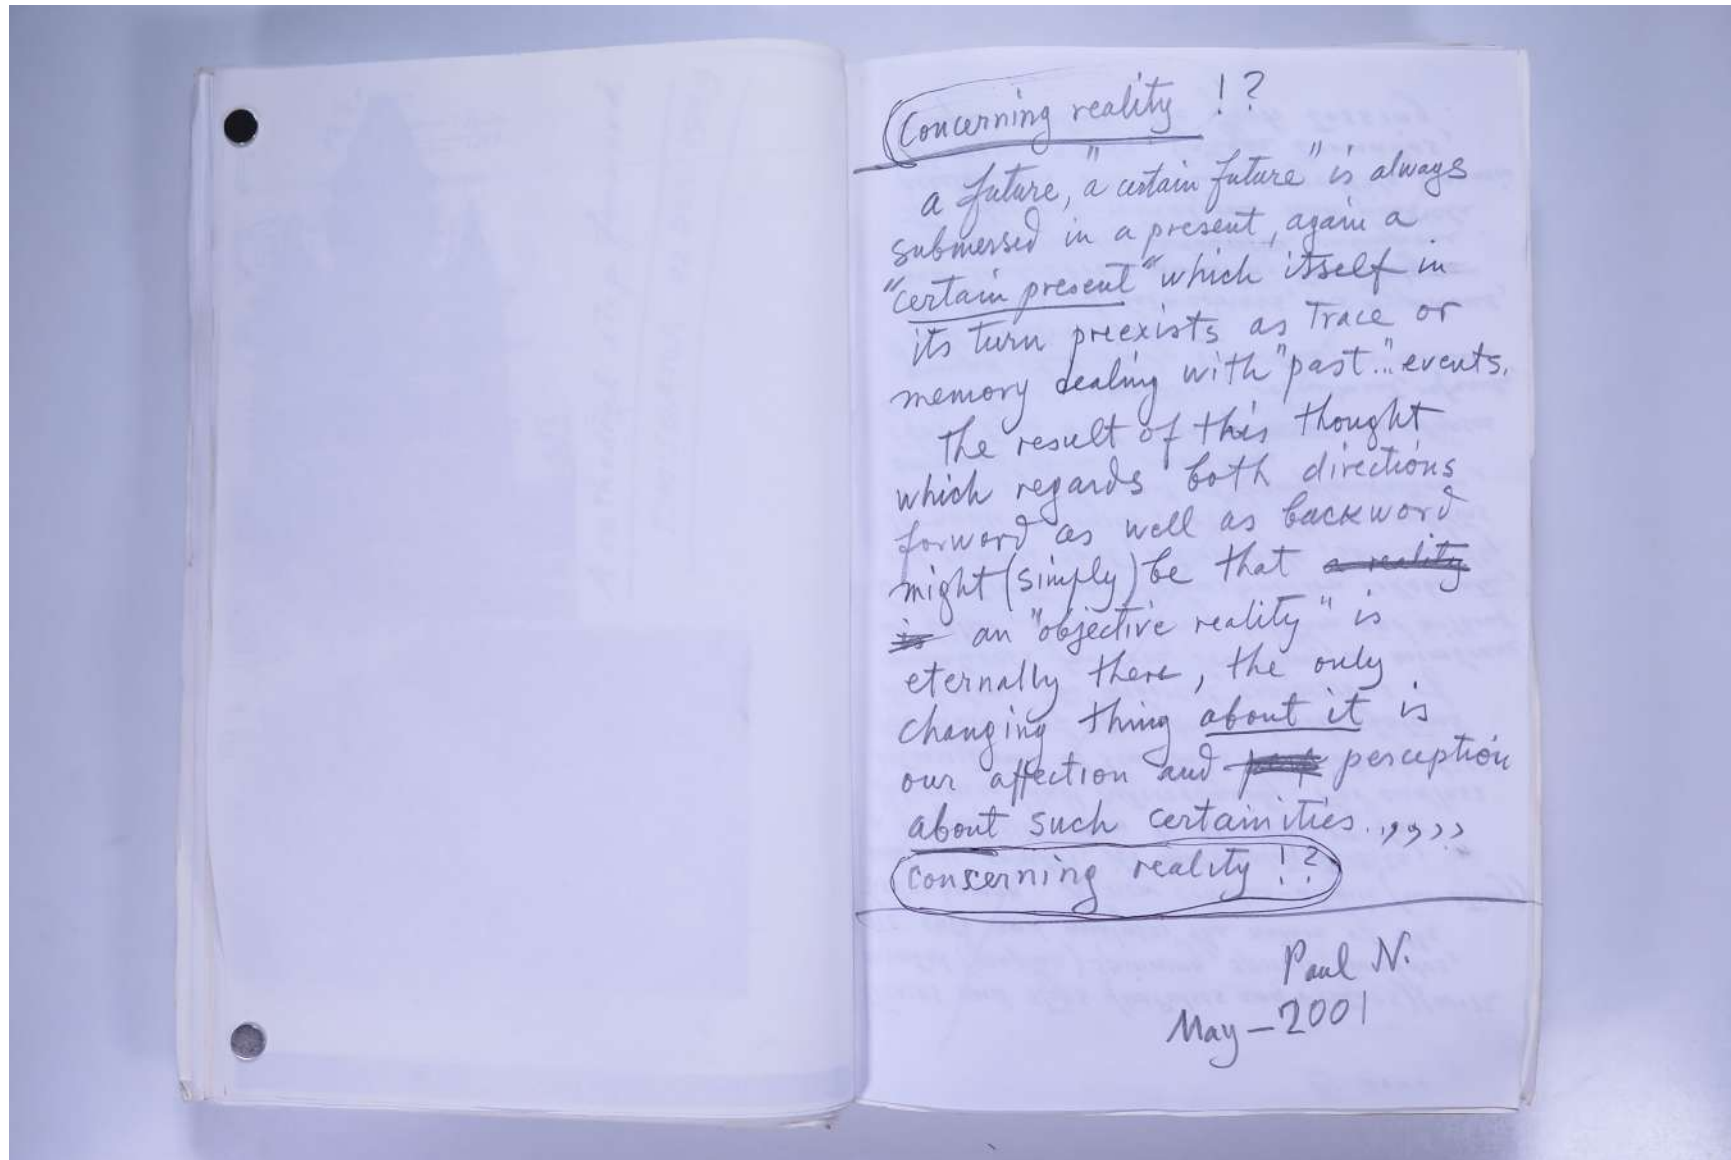 Concerning reality !?
a future, "a certain future" is always
submersed in a present, again a
"certain present" which itself in
its turn preexists as Trace or
memory dealing with "past..." events.
The result of this thought
which regards both directions
forword as well as backword
might (simply) be that a reality
is an "objective reality" is
eternally there, the only
changing thing about it is
our affection and perception
about such certainities.,,,,,
Conserning reality !?
Paul N.
May - 2001